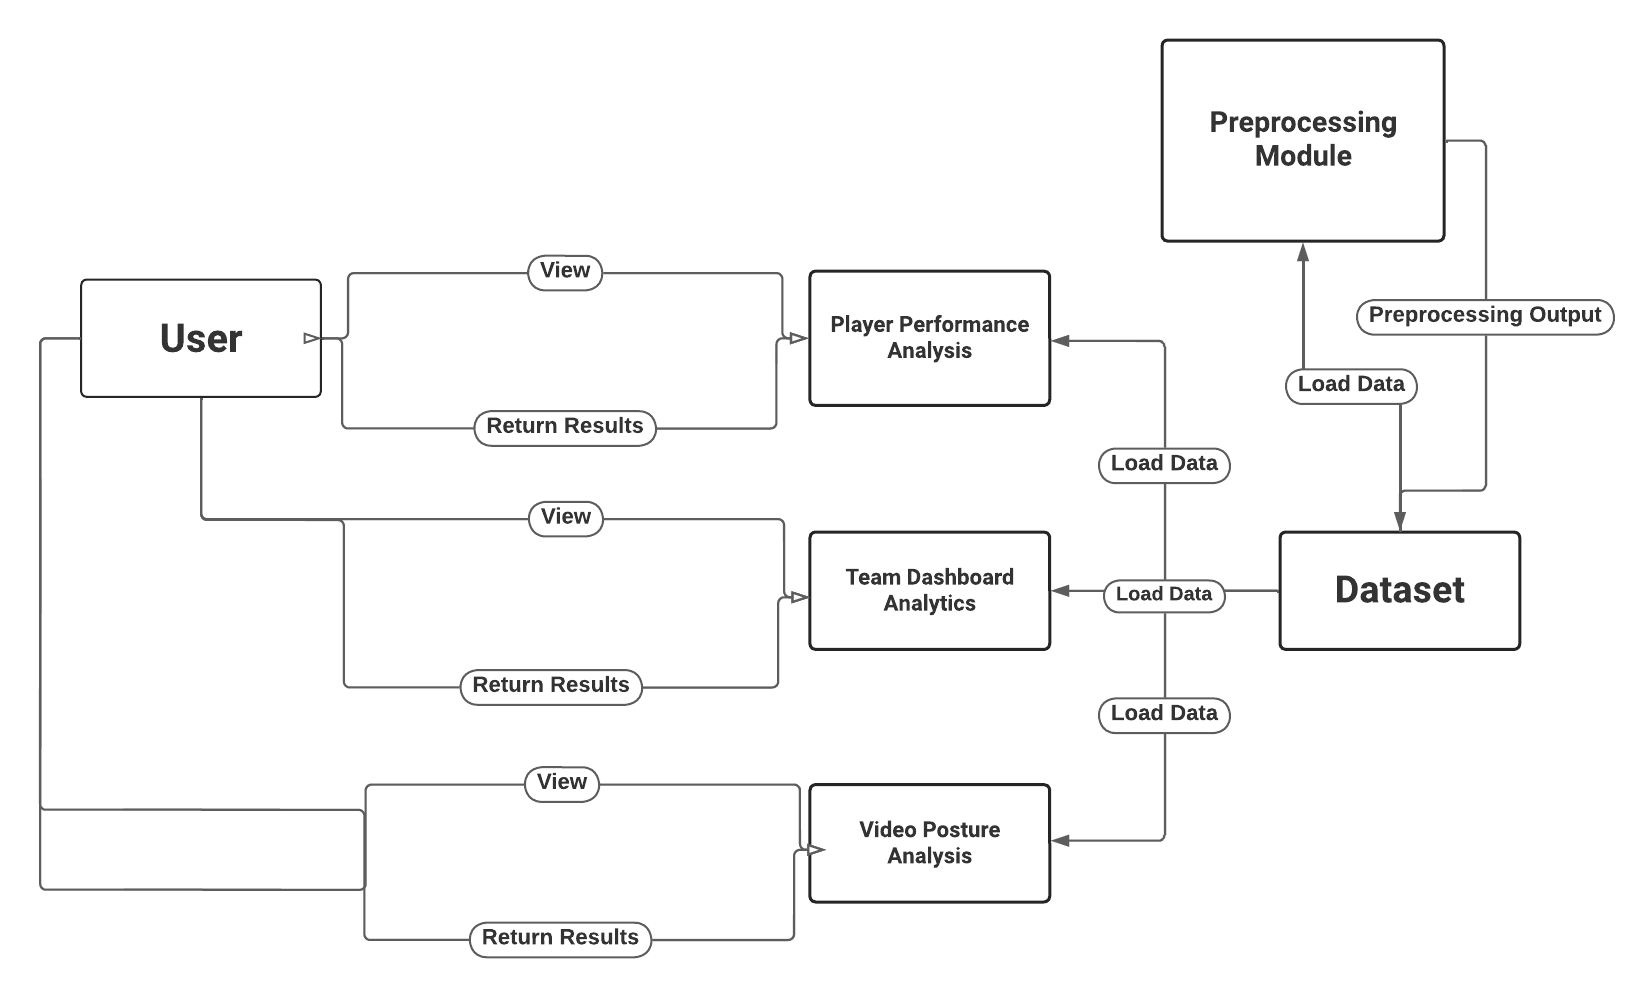 Preprocessing
Module
View
User
Player Performance
Analysis
Preprocessing Output
Load Data
Return Results
Load Data
View
Team Dashboard
Analytics
Load Data
Dataset
Return Results
Load Data
View
Video Posture
Analysis
Return Results